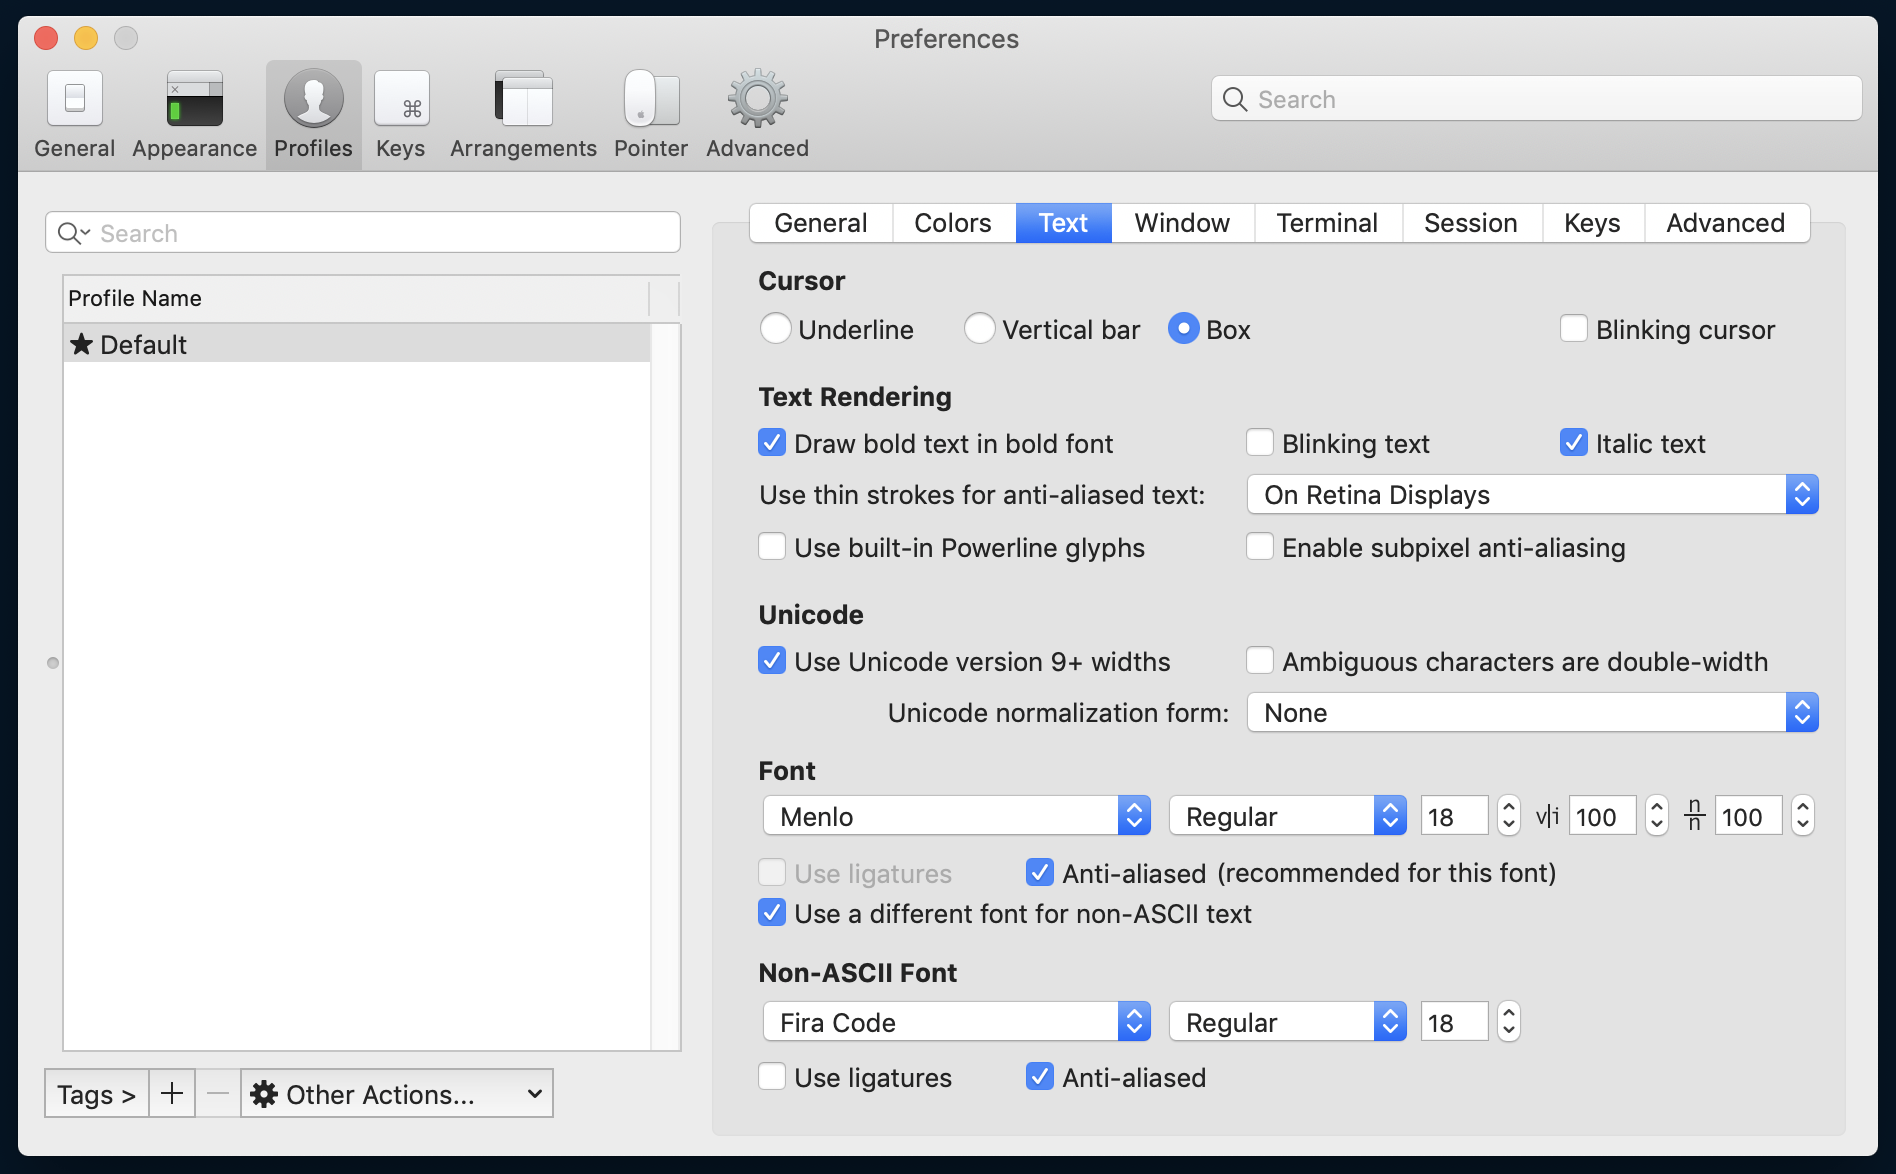 Preferences
General Appearance Profiles Keys Arrangements Pointer Advanced
Search
Search
Profile Name
★ Default
Tags > + — Other Actions...
General Colors Text Window Terminal Session Keys Advanced
Cursor
Underline Vertical bar Box Blinking cursor
Text Rendering
Draw bold text in bold font Blinking text Italic text
Use thin strokes for anti-aliased text: On Retina Displays
Use built-in Powerline glyphs Enable subpixel anti-aliasing
Unicode
Use Unicode version 9+ widths Ambiguous characters are double-width
Unicode normalization form: None
Font
Menlo Regular 18 v|i 100 n/n 100
Use ligatures Anti-aliased (recommended for this font)
Use a different font for non-ASCII text
Non-ASCII Font
Fira Code Regular 18
Use ligatures Anti-aliased